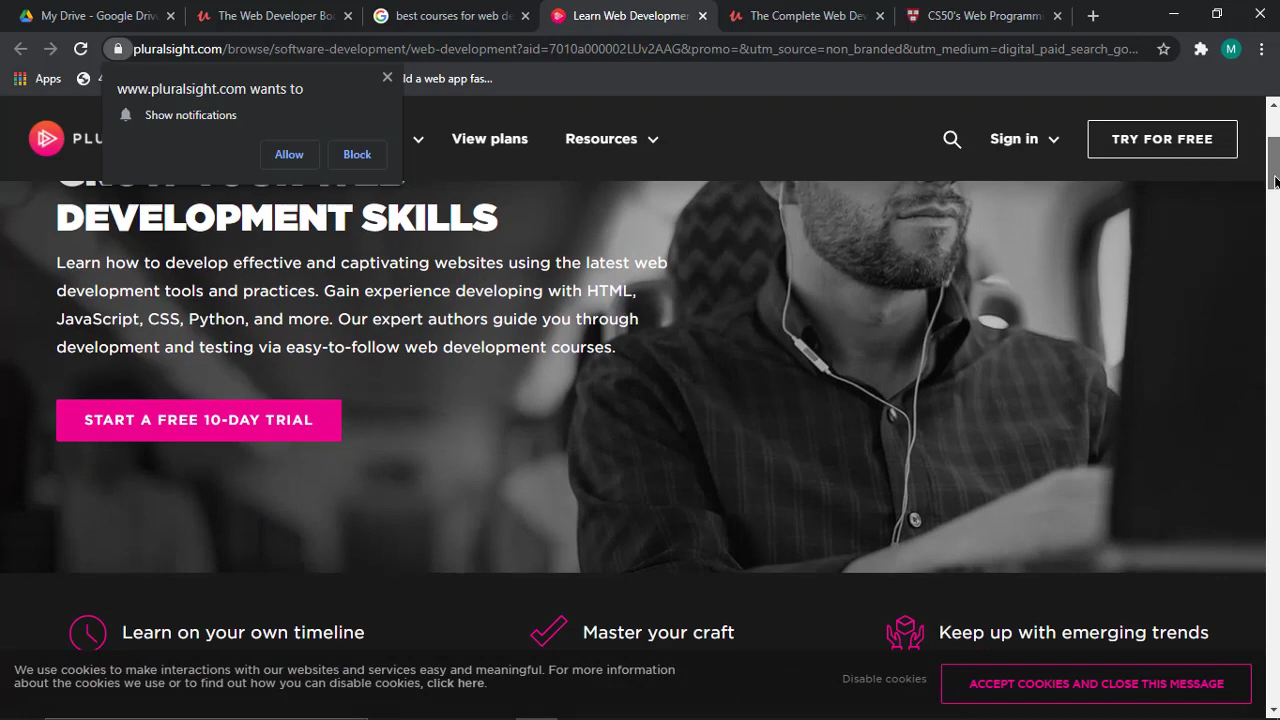 My Drive - Google Driv
The Web Developer Bo
best courses for web de
Learn Web Developmen
The Complete Web Dev
CS50's Web Programm
pluralsight.com/browse/software-development/web-development?aid=7010a000002LUv2AAG&promo=&utm_source=non_branded&utm_medium=digital_paid_search_go...
M
Apps
ld a web app fas...
www.pluralsight.com wants to
Show notifications
Allow
Block
PLU
View plans
Resources
Sign in
TRY FOR FREE
DEVELOPMENT SKILLS
Learn how to develop effective and captivating websites using the latest web
development tools and practices. Gain experience developing with HTML,
JavaScript, CSS, Python, and more. Our expert authors guide you through
development and testing via easy-to-follow web development courses.
START A FREE 10-DAY TRIAL
Learn on your own timeline
Master your craft
Keep up with emerging trends
We use cookies to make interactions with our websites and services easy and meaningful. For more information
about the cookies we use or to find out how you can disable cookies, click here.
Disable cookies
ACCEPT COOKIES AND CLOSE THIS MESSAGE